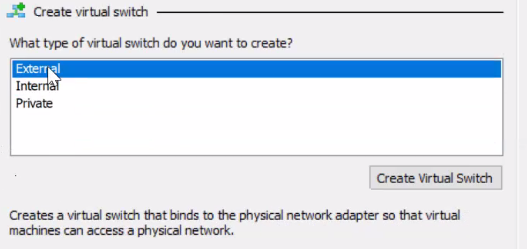 Create virtual switch
What type of virtual switch do you want to create?
External
Internal
Private
Create Virtual Switch
Creates a virtual switch that binds to the physical network adapter so that virtual
machines can access a physical network.